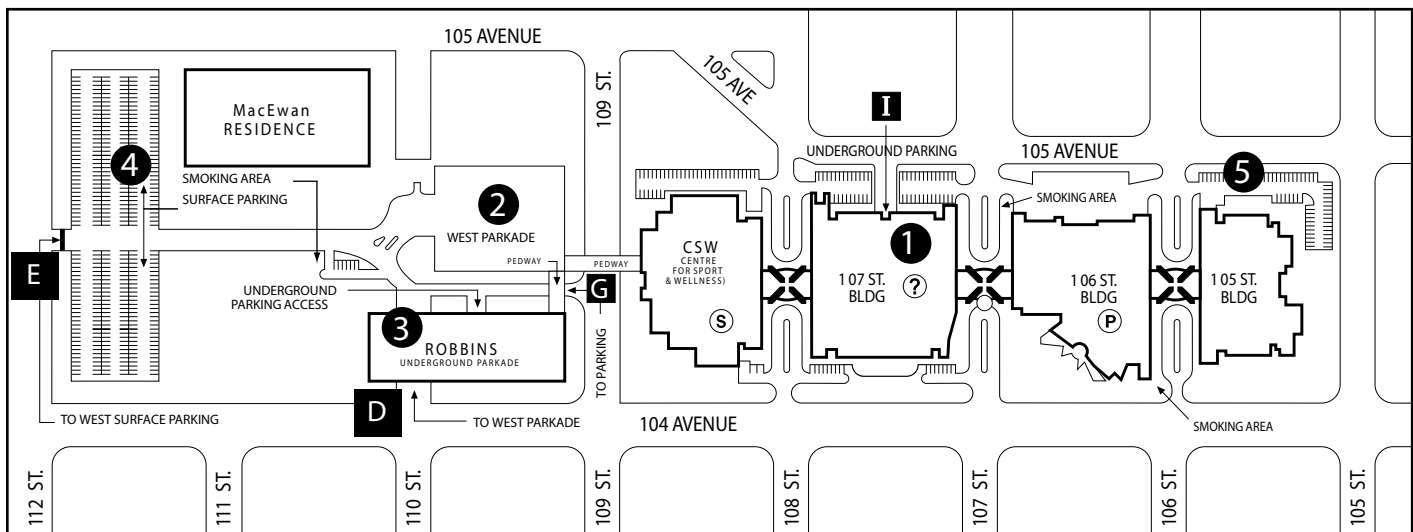 105 AVENUE
109 ST.
105 AVE
MacEwan
RESIDENCE
I
UNDERGROUND PARKING
105 AVENUE
4
5
SMOKING AREA
SURFACE PARKING
2
WEST PARKADE
SMOKING AREA
1
PEDWAY
PEDWAY
CSW
CENTRE
FOR SPORT
& WELLNESS)
107 ST.
BLDG
?
106 ST.
BLDG
105 ST.
BLDG
E
G
UNDERGROUND
PARKING ACCESS
3
ROBBINS
UNDERGROUND PARKADE
TO PARKING
S
P
D
TO WEST SURFACE PARKING
TO WEST PARKADE
104 AVENUE
SMOKING AREA
112 ST.
111 ST.
110 ST.
109 ST.
108 ST.
107 ST.
106 ST.
105 ST.